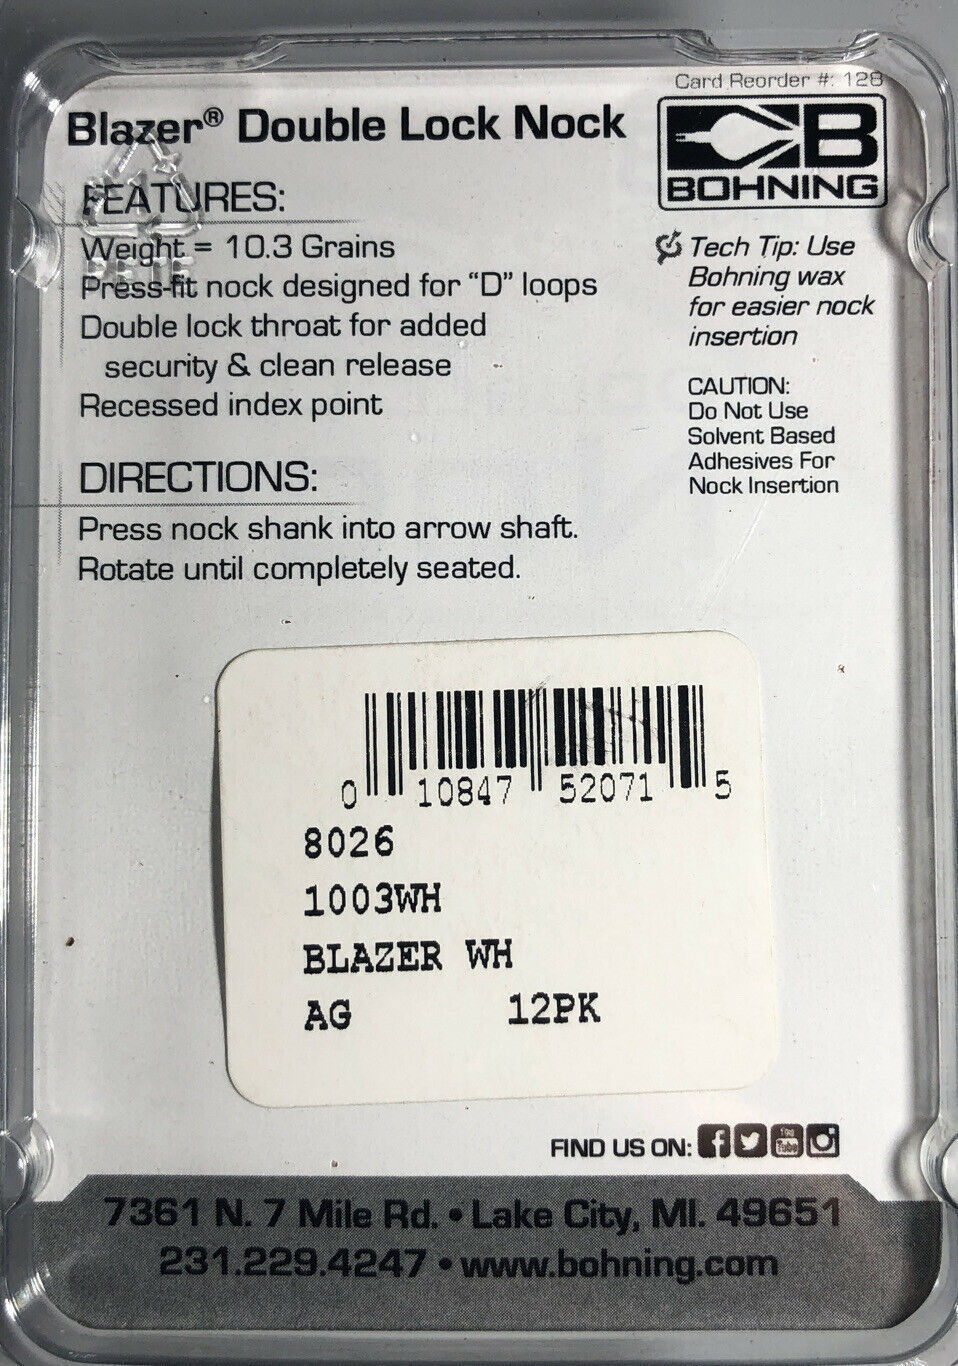 Card Reorder #: 128
Blazer® Double Lock Nock
BOHNING
FEATURES:
Weight = 10.3 Grains
Press-fit nock designed for “D” loops
Double lock throat for added
security & clean release
Recessed index point
Tech Tip: Use
Bohning wax
for easier nock
insertion
CAUTION:
Do Not Use
Solvent Based
Adhesives For
Nock Insertion
DIRECTIONS:
Press nock shank into arrow shaft.
Rotate until completely seated.
0 10847 52071 5
8026
1003WH
BLAZER WH
AG 12PK
FIND US ON: f You Tube
7361 N. 7 Mile Rd. • Lake City, MI. 49651
231.229.4247 • www.bohning.com